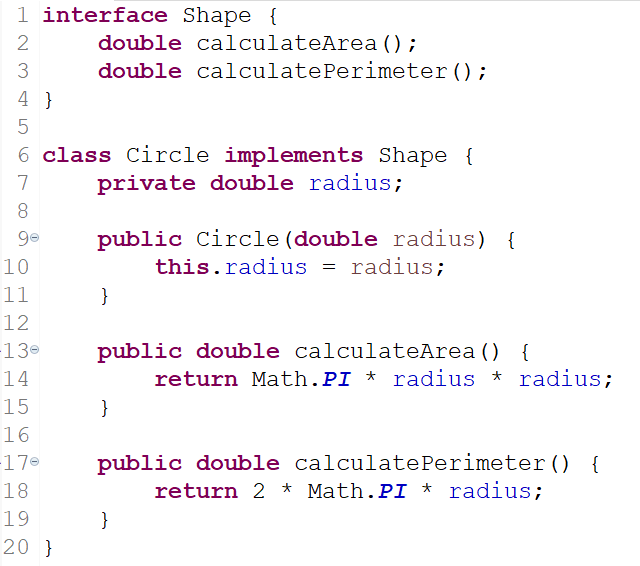 1 interface Shape {
2     double calculateArea();
3     double calculatePerimeter();
4 }
5
6 class Circle implements Shape {
7     private double radius;
8
9     public Circle(double radius) {
10         this.radius = radius;
11     }
12
13     public double calculateArea() {
14         return Math.PI * radius * radius;
15     }
16
17     public double calculatePerimeter() {
18         return 2 * Math.PI * radius;
19     }
20 }